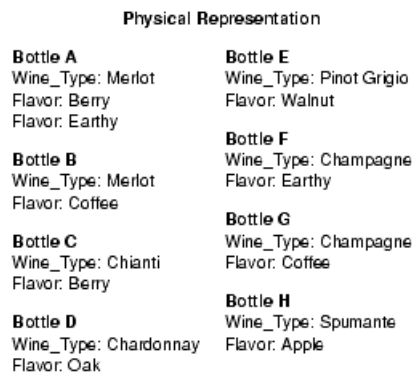 Physical Representation
Bottle A
Wine_Type: Merlot
Flavor: Berry
Flavor: Earthy
Bottle B
Wine_Type: Merlot
Flavor: Coffee
Bottle C
Wine_Type: Chianti
Flavor: Berry
Bottle D
Wine_Type: Chardonnay
Flavor: Oak
Bottle E
Wine_Type: Pinot Grigio
Flavor: Walnut
Bottle F
Wine_Type: Champagne
Flavor: Earthy
Bottle G
Wine_Type: Champagne
Flavor: Coffee
Bottle H
Wine_Type: Spumante
Flavor: Apple